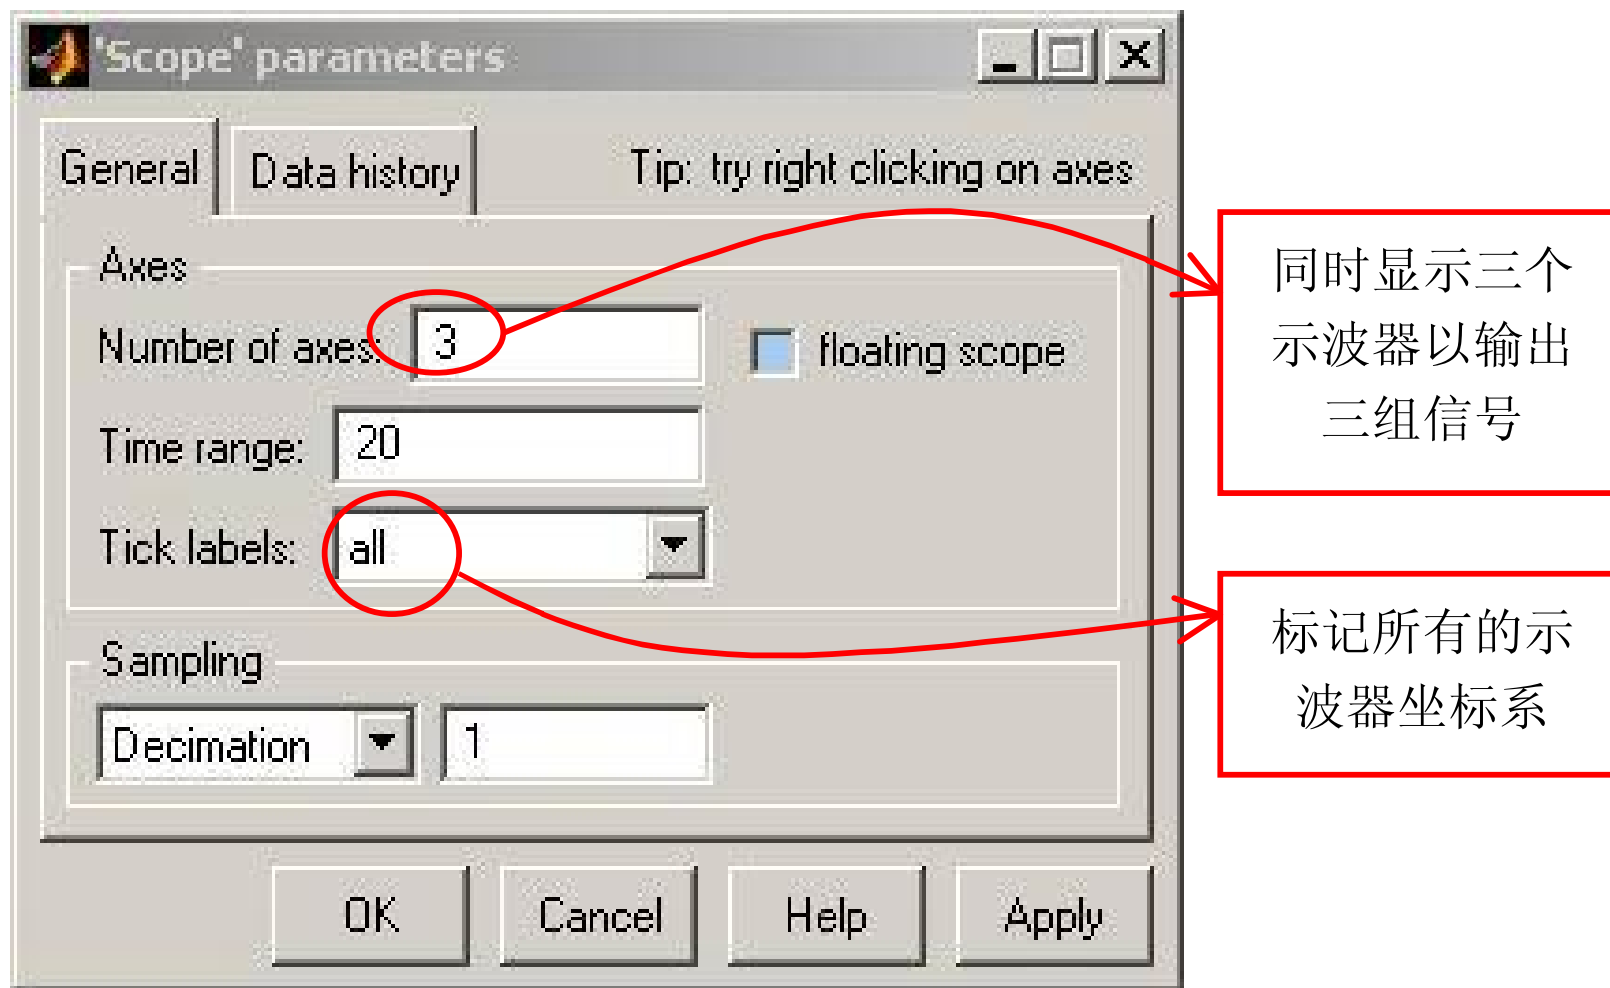 'Scope' parameters
General
Data history
Tip: try right clicking on axes
Axes
Number of axes: 3
floating scope
Time range: 20
Tick labels: all
Sampling
Decimation
1
OK
Cancel
Help
Apply
同时显示三个
示波器以输出
三组信号
标记所有的示
波器坐标系